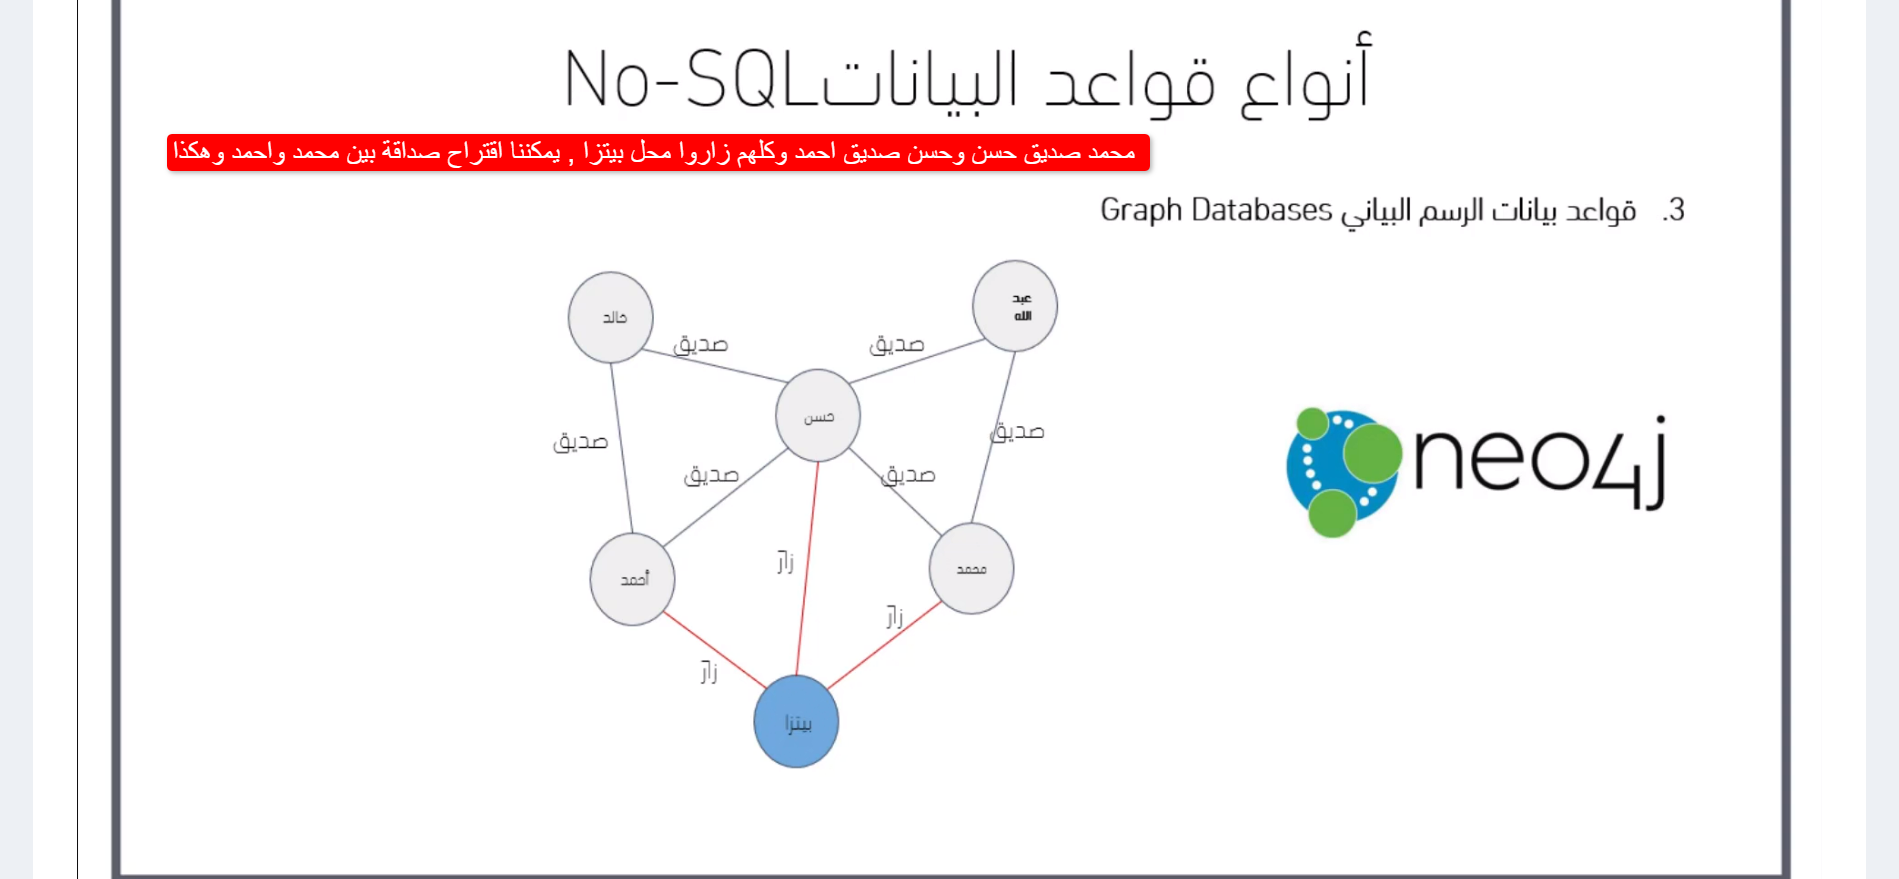 أنواع قواعد البيانات No-SQL
محمد صديق حسن وحسن صديق احمد وكلهم زاروا محل بيتزا , يمكننا اقتراح صداقة بين محمد واحمد وهكذا
3. قواعد بيانات الرسم البياني Graph Databases
عبد
الله
خالد
صديق
صديق
حسن
صديق
صديق
صديق
صديق
neo4j
محمد
أحمد
زار
زار
زار
بيتزا